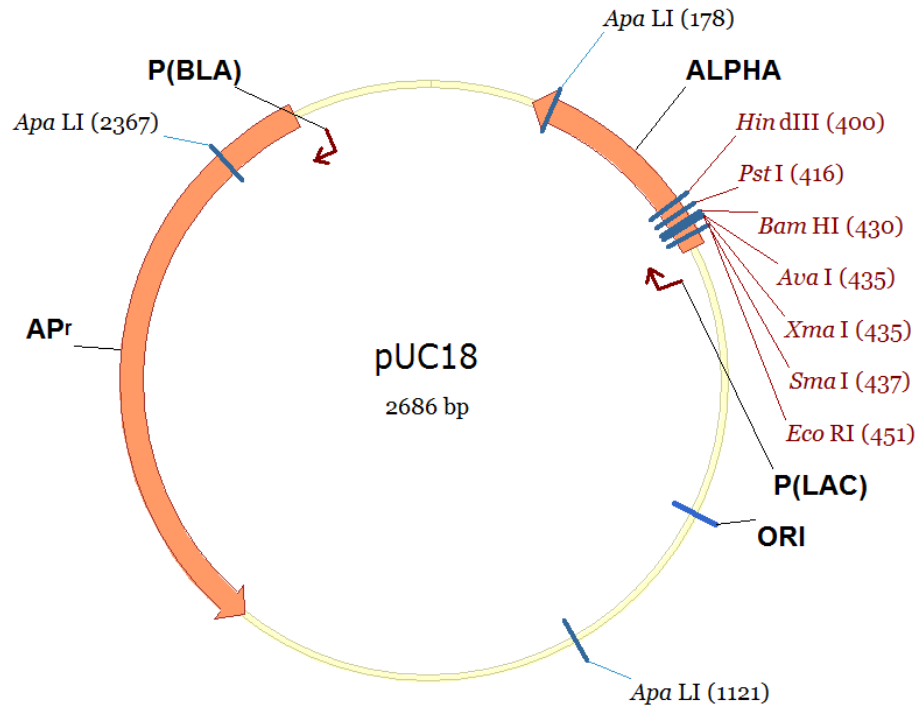 Apa LI (178)
P(BLA)
ALPHA
Apa LI (2367)
Hin dIII (400)
Pst I (416)
Bam HI (430)
Ava I (435)
Xma I (435)
Sma I (437)
Eco RI (451)
APr
pUC18
2686 bp
P(LAC)
ORI
Apa LI (1121)